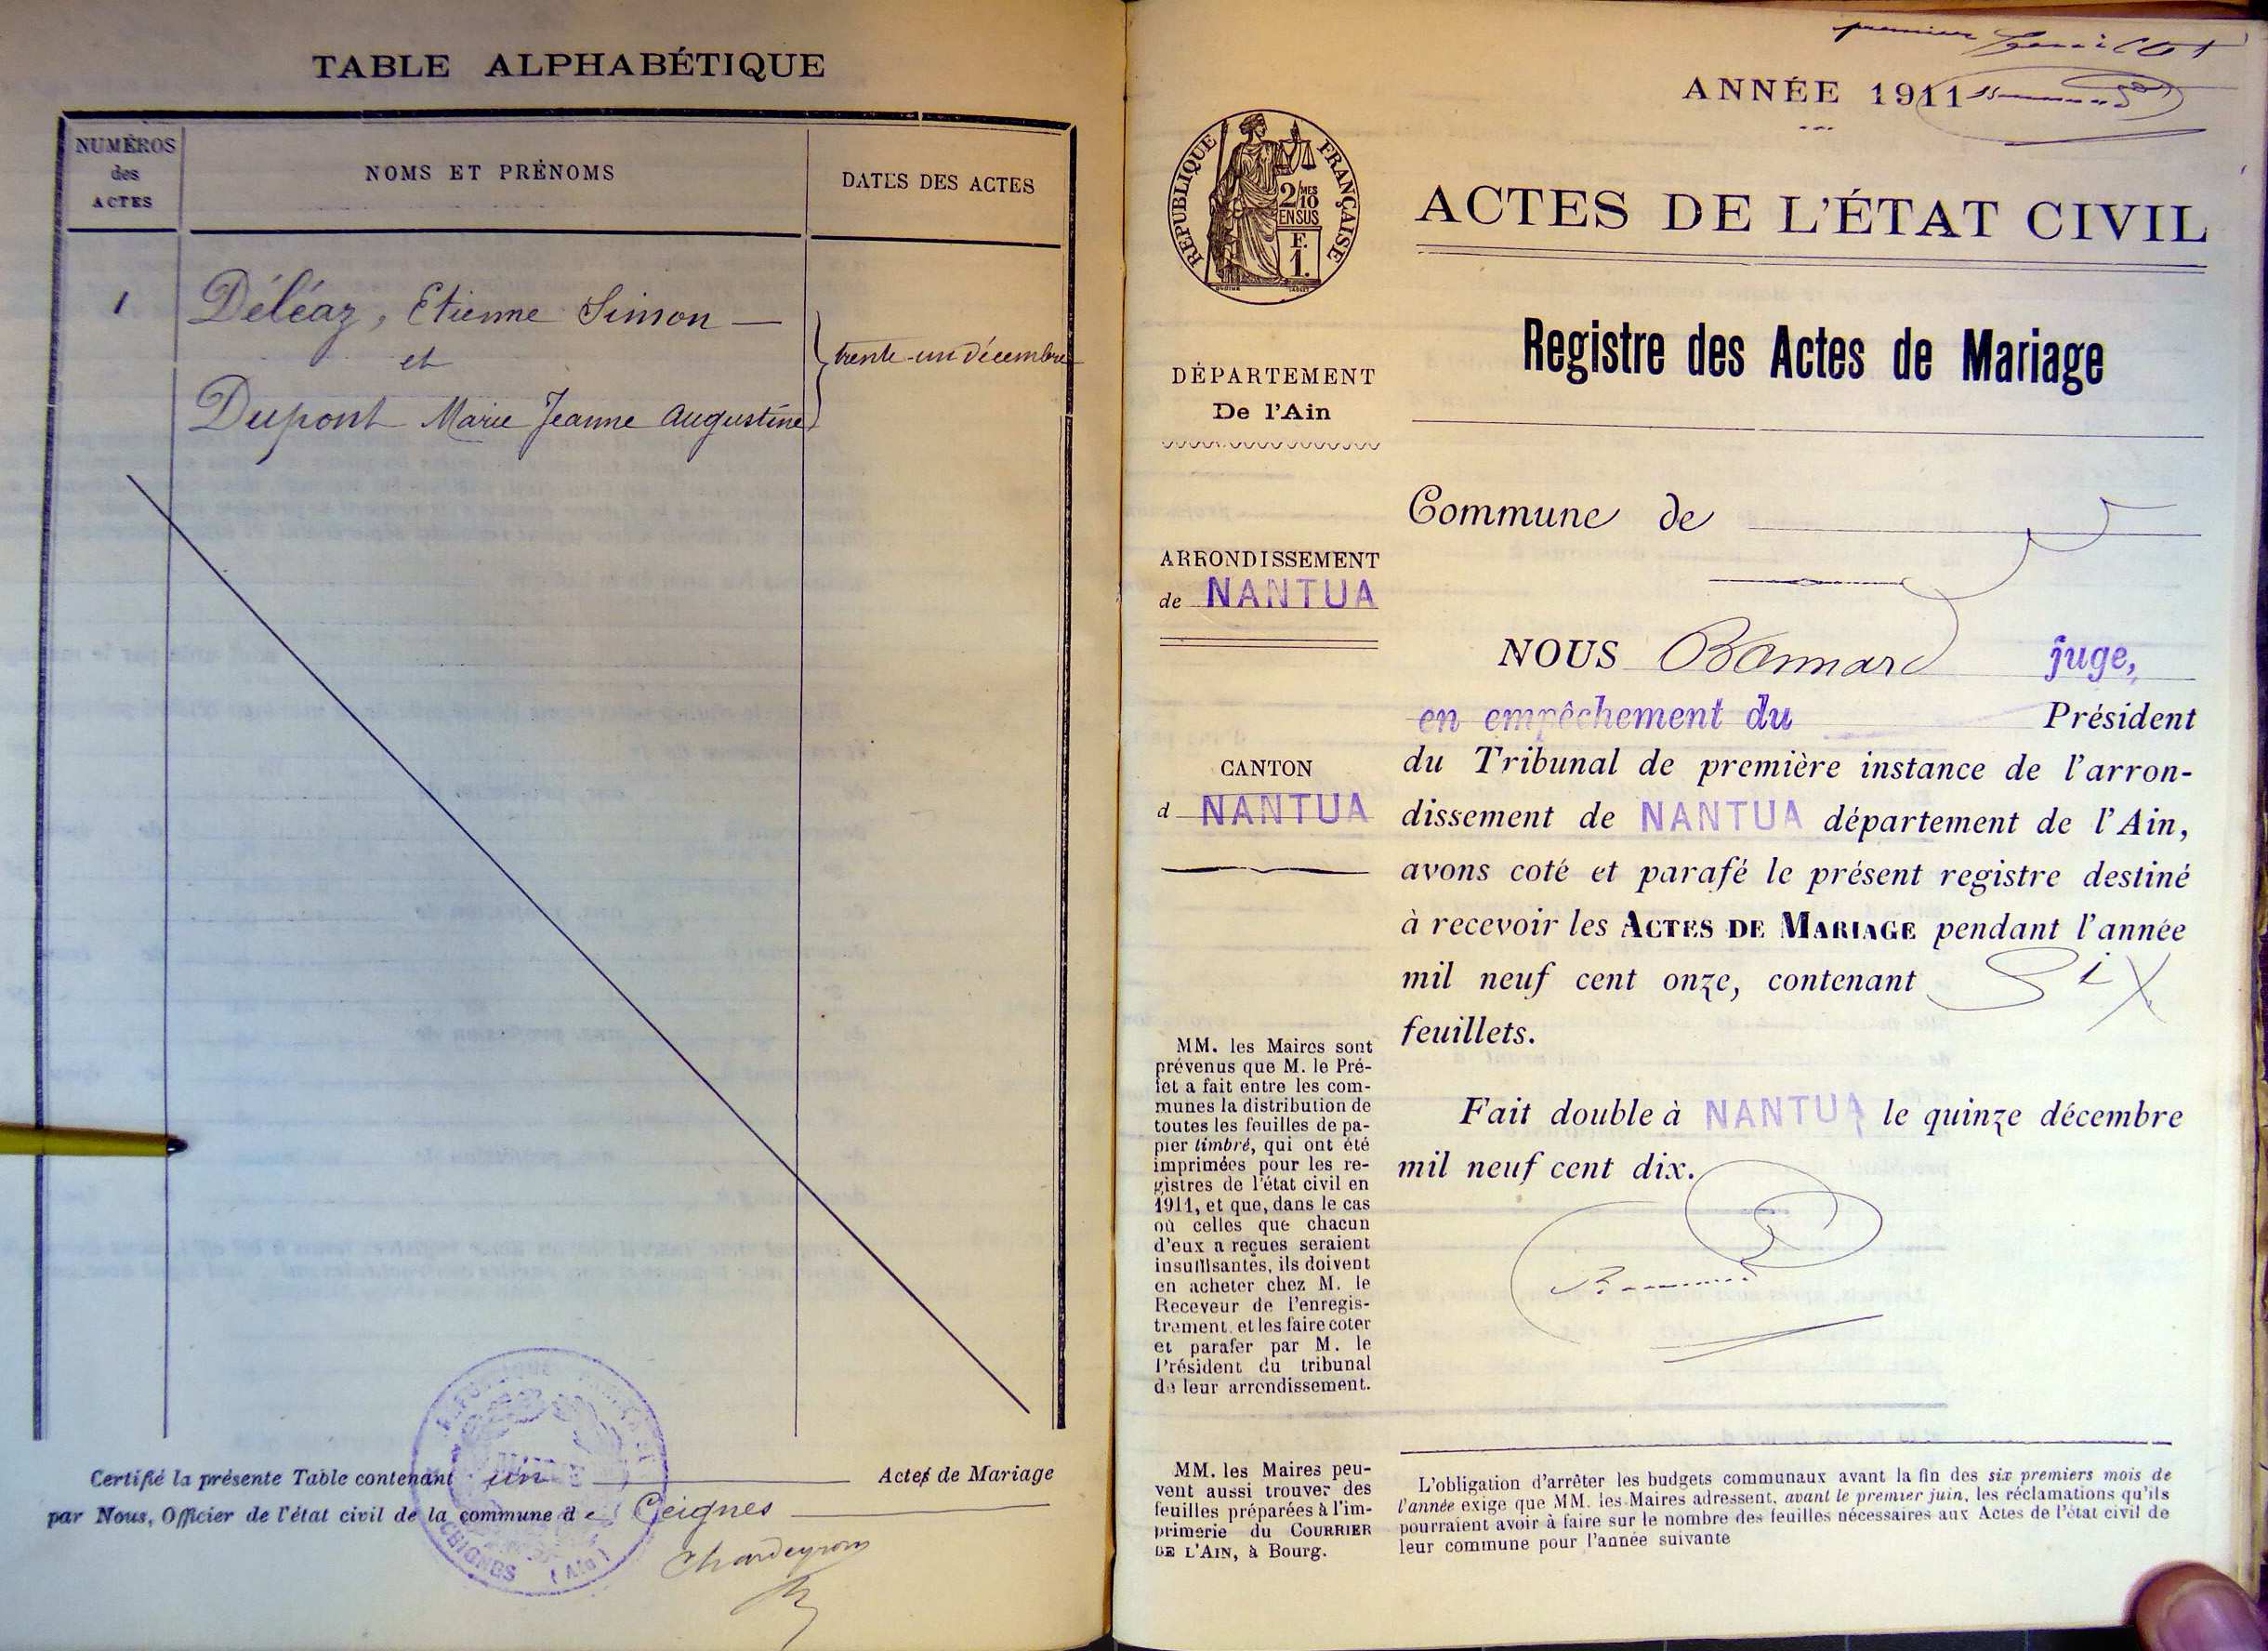 TABLE ALPHABÉTIQUE
NUMÉROS
des
ACTES
NOMS ET PRÉNOMS
DATES DES ACTES
1
Déléaz, Etienne Simon —
et
trente-un décembre
Dupont Marie Jeanne Augustine
Certifié la présente Table contenant un Actes de Mariage
par Nous, Officier de l'état civil de la commune de Ceignes
CEIGNES (Ain)
premier feuillet
ANNÉE 1911
RÉPUBLIQUE FRANÇAISE
2/10 MES
EN SUS
F.
1.
ACTES DE L'ÉTAT CIVIL
Registre des Actes de Mariage
DÉPARTEMENT
De l'Ain
ARRONDISSEMENT
de NANTUA
CANTON
d NANTUA
MM. les Maires sont
prévenus que M. le Pré-
fet a fait entre les com-
munes la distribution de
toutes les feuilles de pa-
pier timbré, qui ont été
imprimées pour les re-
gistres de l'état civil en
1911, et que, dans le cas
où celles que chacun
d'eux a reçues seraient
insuffisantes, ils doivent
en acheter chez M. le
Receveur de l'enregis-
trement, et les faire coter
et parafer par M. le
Président du tribunal
de leur arrondissement.
MM. les Maires peu-
vent aussi trouver des
feuilles préparées à l'im-
primerie du COURRIER
DE L'AIN, à Bourg.
Commune de
NOUS Bonnard juge,
en empêchement du Président
du Tribunal de première instance de l'arron-
dissement de NANTUA département de l'Ain,
avons coté et parafé le présent registre destiné
à recevoir les ACTES DE MARIAGE pendant l'année
mil neuf cent onze, contenant Six
feuillets.
Fait double à NANTUA le quinze décembre
mil neuf cent dix.
L'obligation d'arrêter les budgets communaux avant la fin des six premiers mois de
l'année exige que MM. les Maires adressent, avant le premier juin, les réclamations qu'ils
pourraient avoir à faire sur le nombre des feuilles nécessaires aux Actes de l'état civil de
leur commune pour l'année suivante